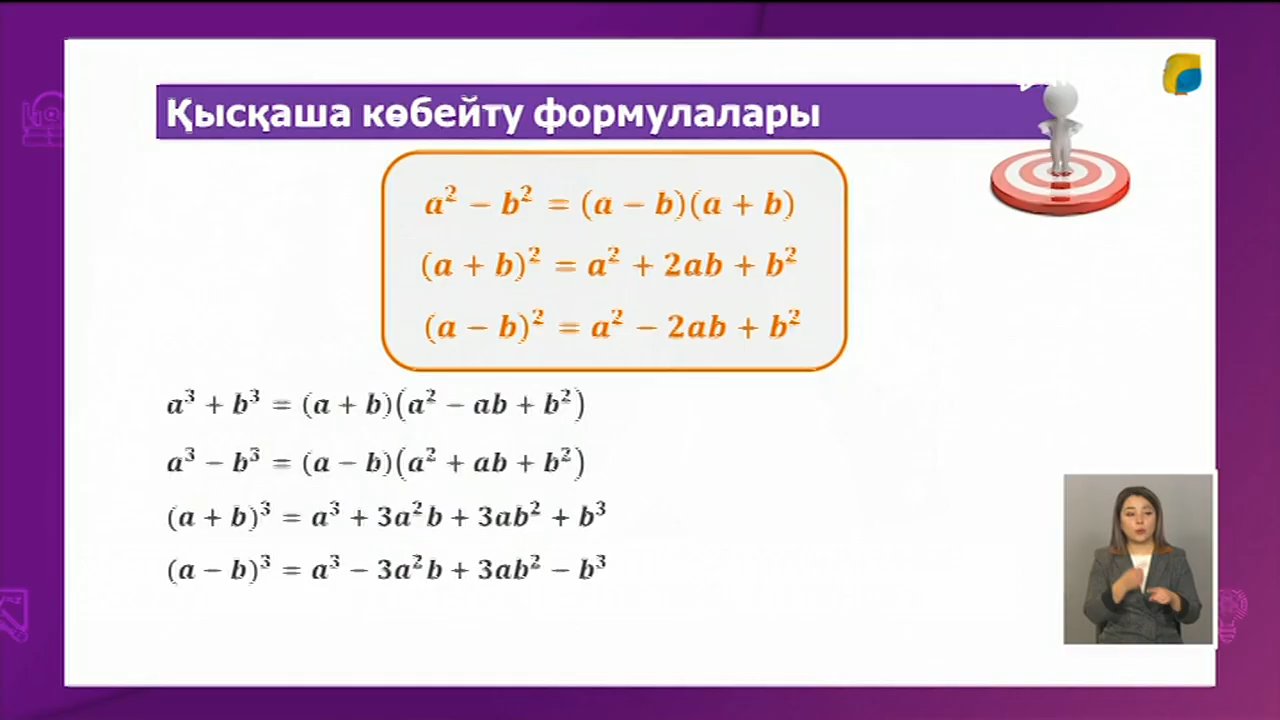 Қысқаша көбейту формулалары
a² − b² = (a − b)(a + b)
(a + b)² = a² + 2ab + b²
(a − b)² = a² − 2ab + b²
a³ + b³ = (a + b)(a² − ab + b²)
a³ − b³ = (a − b)(a² + ab + b²)
(a + b)³ = a³ + 3a²b + 3ab² + b³
(a − b)³ = a³ − 3a²b + 3ab² − b³